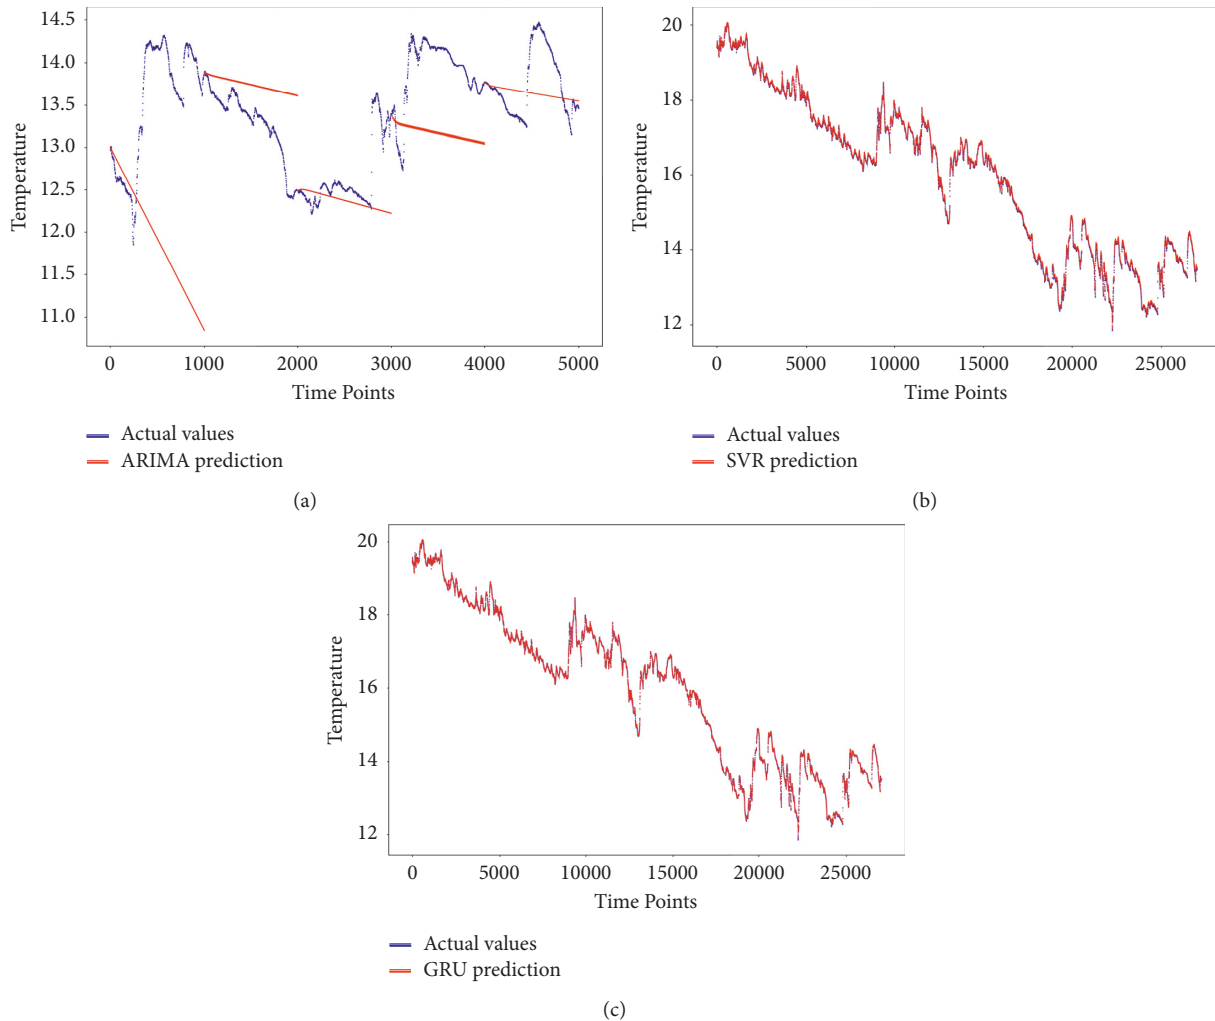 14.5
14.0
13.5
13.0
12.5
12.0
11.5
11.0
Temperature
0 1000 2000 3000 4000 5000
Time Points
Actual values
ARIMA prediction
(a)
20
18
16
14
12
Temperature
0 5000 10000 15000 20000 25000
Time Points
Actual values
SVR prediction
(b)
20
18
16
14
12
Temperature
0 5000 10000 15000 20000 25000
Time Points
Actual values
GRU prediction
(c)